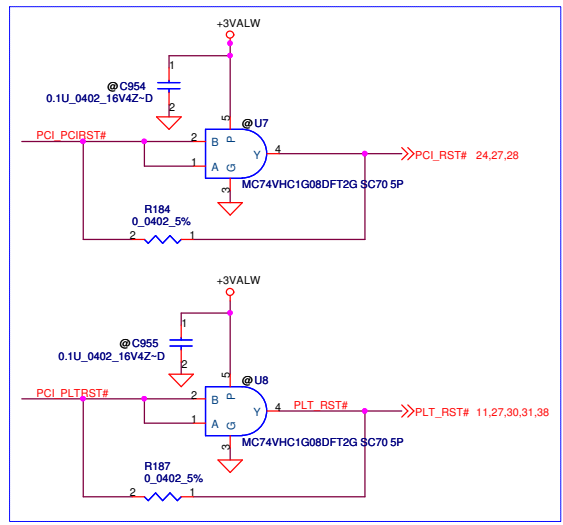 +3VALW
1
@C954
0.1U_0402_16V4Z~D
2
5
@U7
PCI_PCIRST#
2
B
P
4
Y
PCI_RST# 24,27,28
1
A
G
3
MC74VHC1G08DFT2G SC70 5P
R184
0_0402_5%
2
1
+3VALW
1
@C955
0.1U_0402_16V4Z~D
2
5
@U8
PCI_PLTRST#
2
B
P
4
PLT_RST#
Y
PLT_RST# 11,27,30,31,38
1
A
G
3
MC74VHC1G08DFT2G SC70 5P
R187
0_0402_5%
2
1